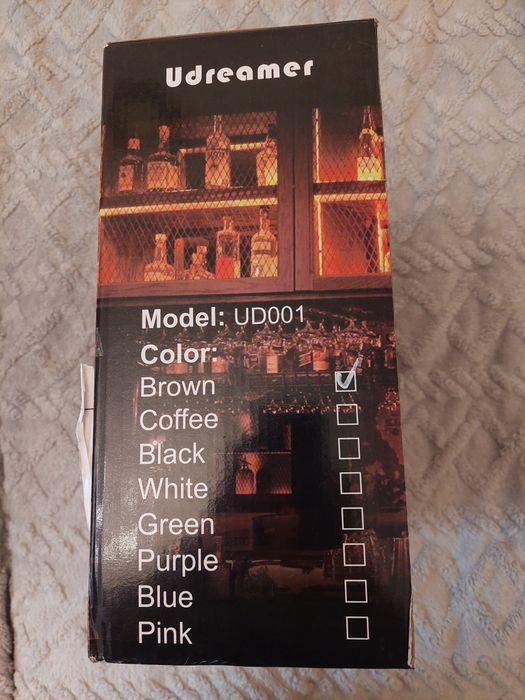 Udreamer
Model: UD001
Color:
Brown
Coffee
Black
White
Green
Purple
Blue
Pink